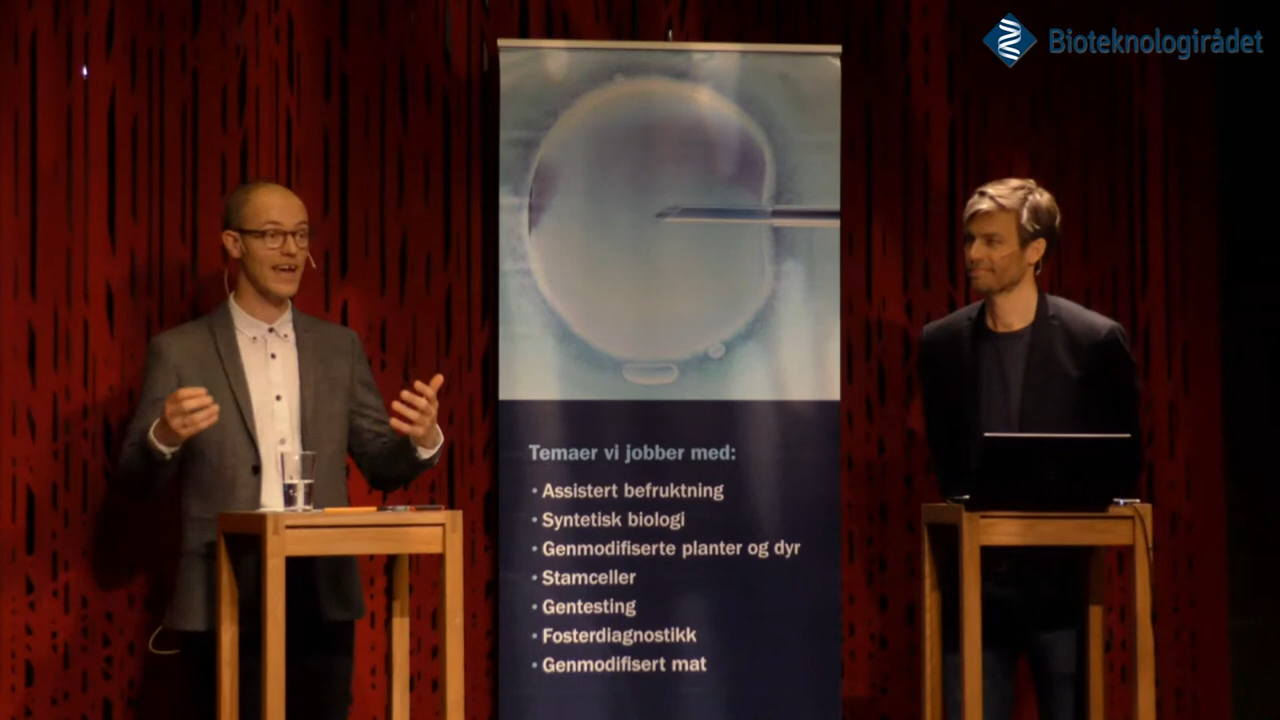 Bioteknologirådet
Temaer vi jobber med:
• Assistert befruktning
• Syntetisk biologi
• Genmodifiserte planter og dyr
• Stamceller
• Gentesting
• Fosterdiagnostikk
• Genmodifisert mat